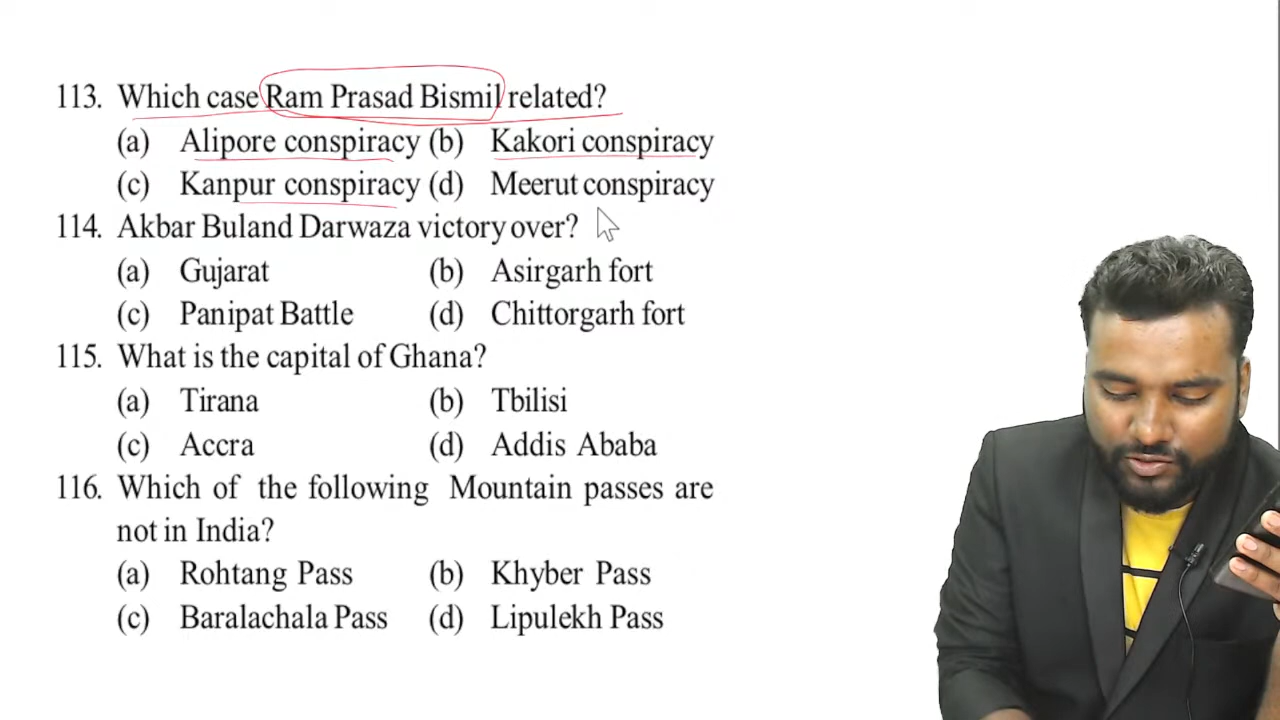 113. Which case Ram Prasad Bismil related?
(a) Alipore conspiracy (b) Kakori conspiracy
(c) Kanpur conspiracy (d) Meerut conspiracy
114. Akbar Buland Darwaza victory over?
(a) Gujarat (b) Asirgarh fort
(c) Panipat Battle (d) Chittorgarh fort
115. What is the capital of Ghana?
(a) Tirana (b) Tbilisi
(c) Accra (d) Addis Ababa
116. Which of the following Mountain passes are
not in India?
(a) Rohtang Pass (b) Khyber Pass
(c) Baralachala Pass (d) Lipulekh Pass